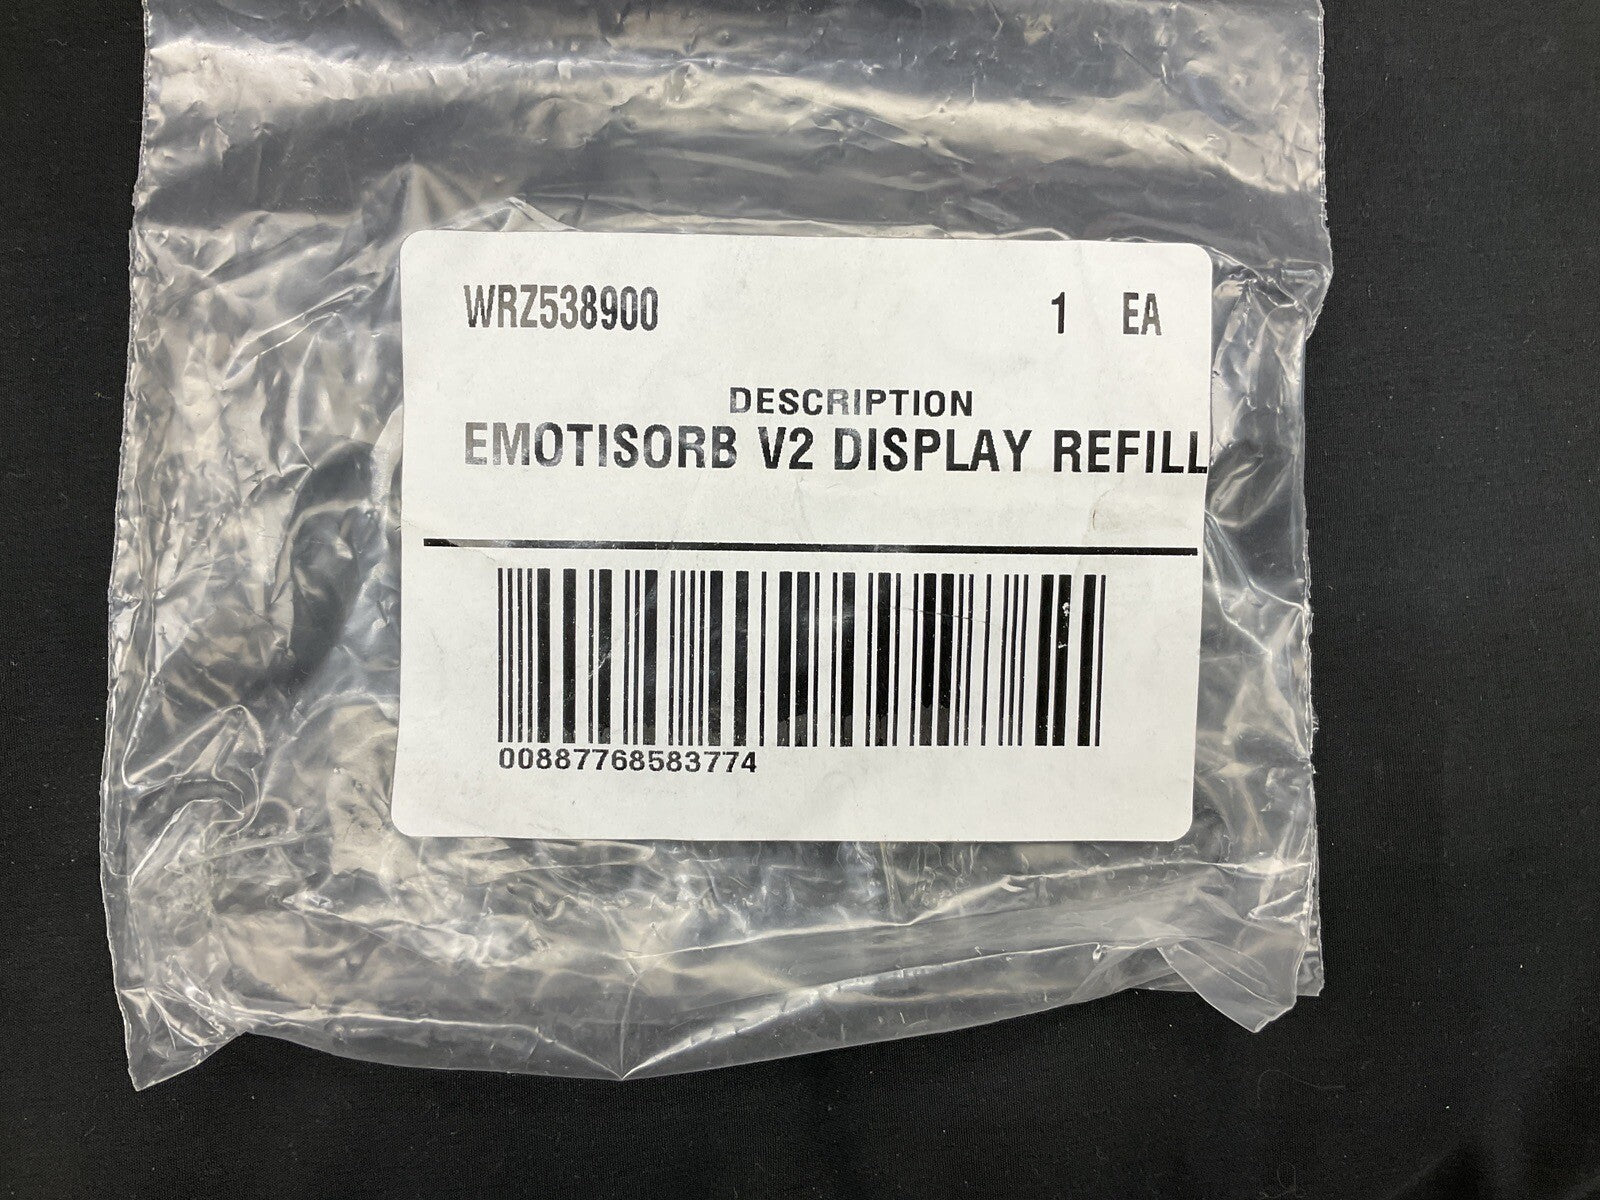 WRZ538900 1 EA
DESCRIPTION
EMOTISORB V2 DISPLAY REFILL
00887768583774